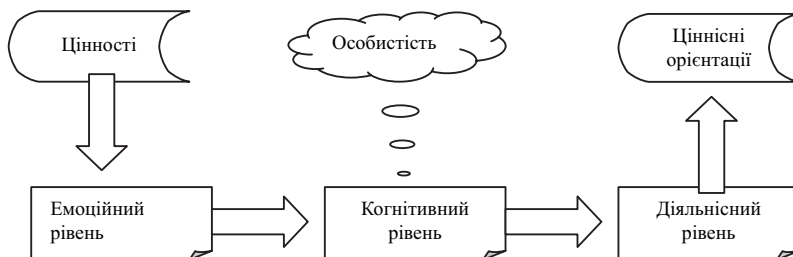 Цінності
Особистість
Ціннісні
орієнтації
Емоційний
рівень
Когнітивний
рівень
Діяльнісний
рівень